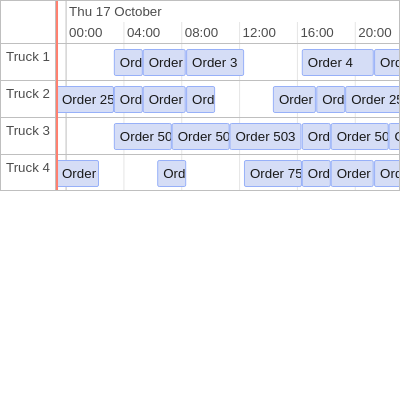 Thu 17 October
00:00 04:00 08:00 12:00 16:00 20:00
Truck 1 Ord Order Order 3 Order 4 Ord
Truck 2 Order 25 Ord Order Ord Order Ord Order 25
Truck 3 Order 50 Order 50 Order 503 Ord Order 50
Truck 4 Order Ord Order 75 Ord Order Ord